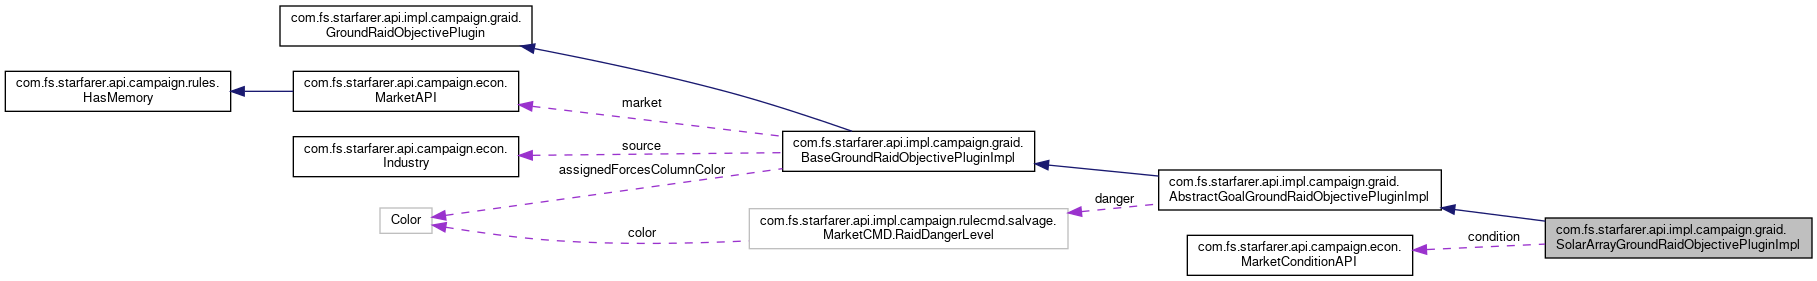 com.fs.starfarer.api.impl.campaign.graid.
GroundRaidObjectivePlugin
com.fs.starfarer.api.campaign.rules.
HasMemory
com.fs.starfarer.api.campaign.econ.
MarketAPI
market
com.fs.starfarer.api.campaign.econ.
Industry
source
assignedForcesColumnColor
com.fs.starfarer.api.impl.campaign.graid.
BaseGroundRaidObjectivePluginImpl
Color
color
com.fs.starfarer.api.impl.campaign.rulecmd.salvage.
MarketCMD.RaidDangerLevel
danger
com.fs.starfarer.api.impl.campaign.graid.
AbstractGoalGroundRaidObjectivePluginImpl
com.fs.starfarer.api.campaign.econ.
MarketConditionAPI
condition
com.fs.starfarer.api.impl.campaign.graid.
SolarArrayGroundRaidObjectivePluginImpl